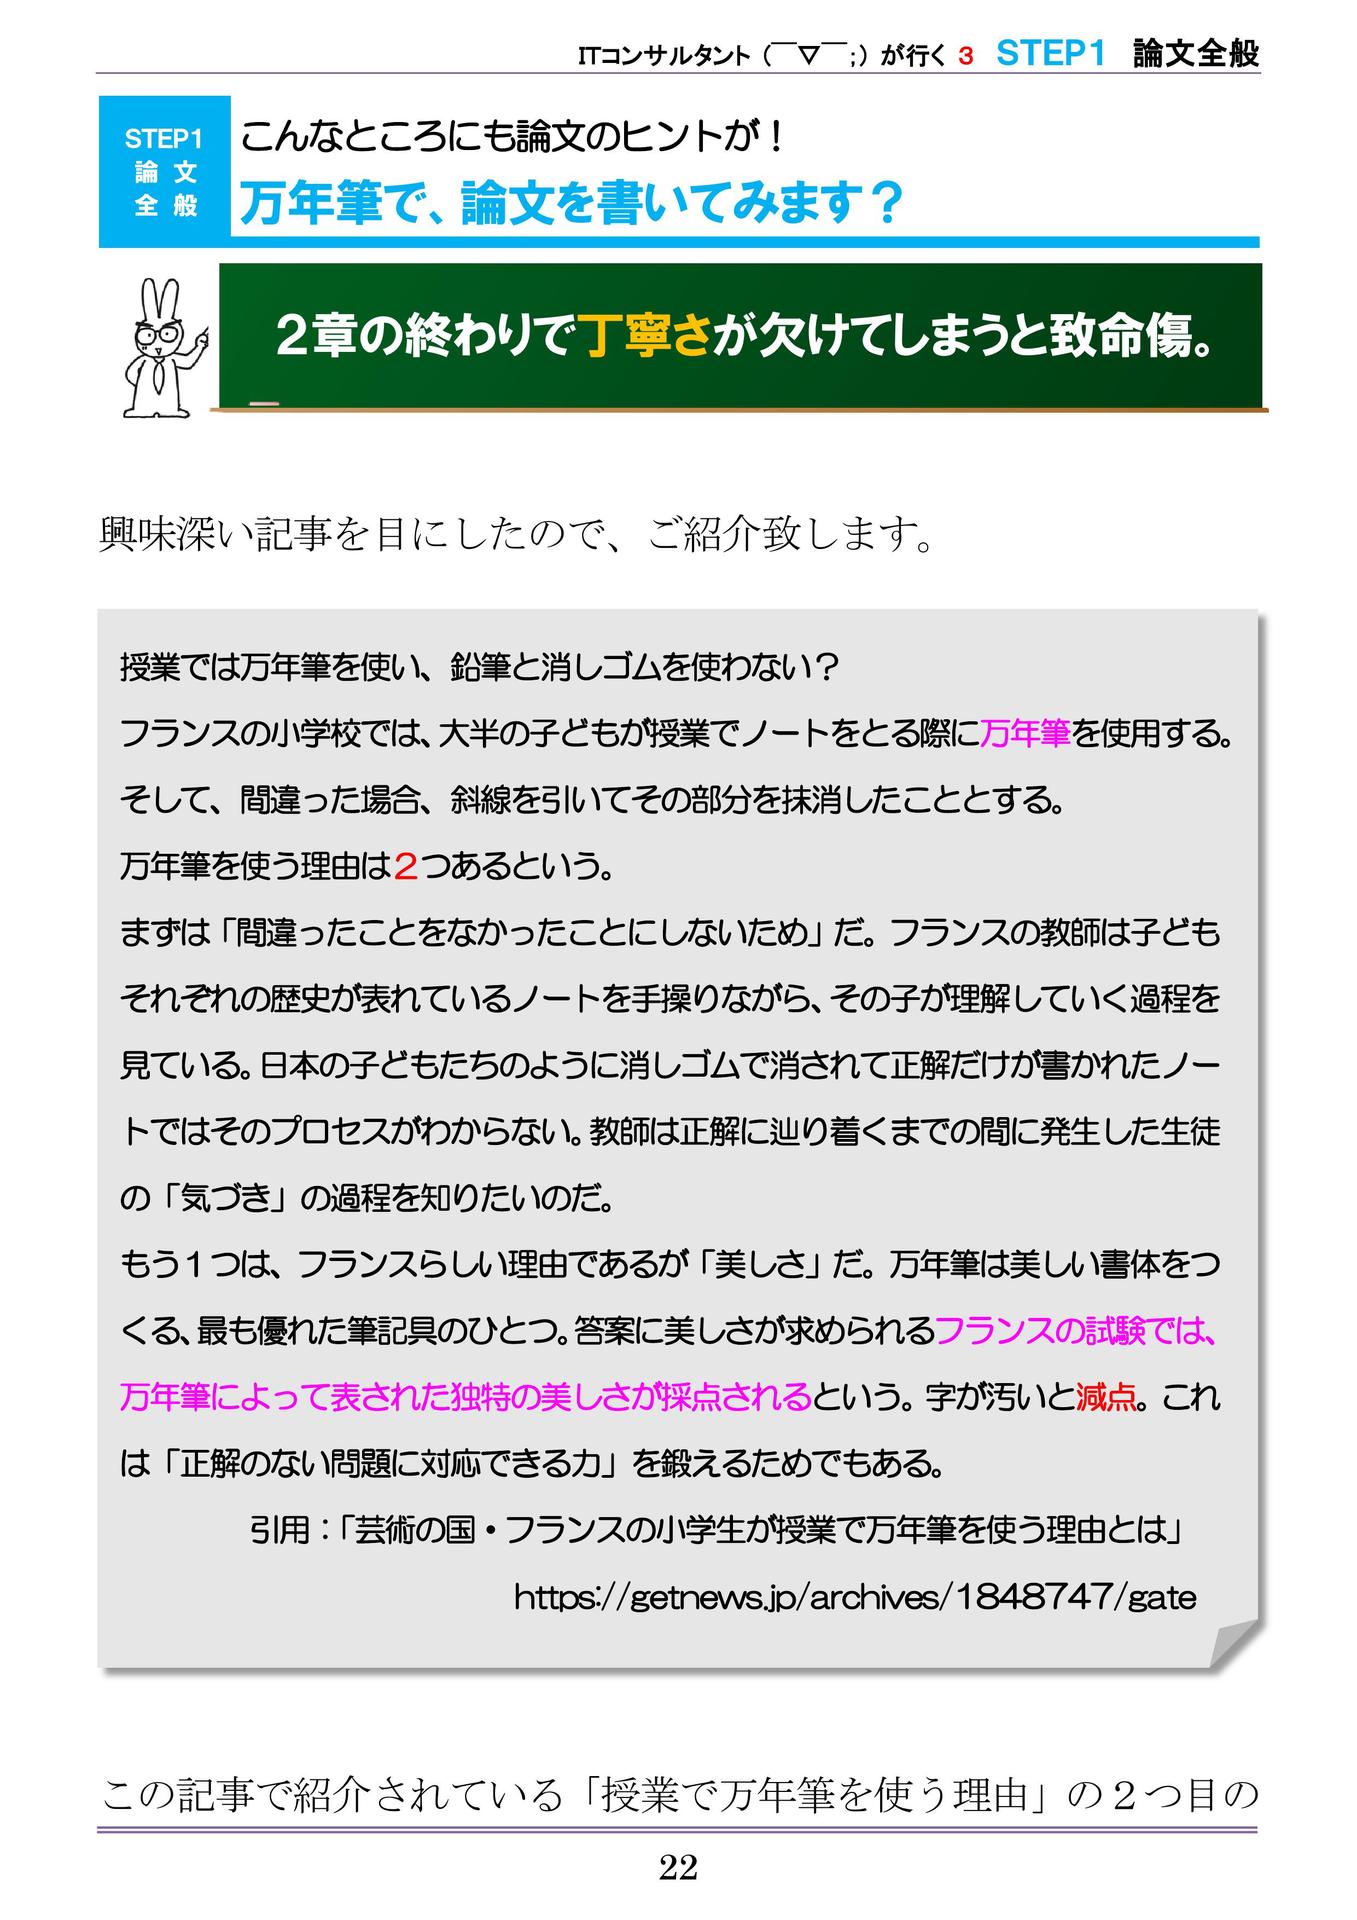 ITコンサルタント（￣▽￣；）が行く 3 STEP1 論文全般
STEP1
論文
全般
こんなところにも論文のヒントが！
万年筆で、論文を書いてみます？
２章の終わりで丁寧さが欠けてしまうと致命傷。
興味深い記事を目にしたので、ご紹介致します。
授業では万年筆を使い、鉛筆と消しゴムを使わない？
フランスの小学校では、大半の子どもが授業でノートをとる際に万年筆を使用する。
そして、間違った場合、斜線を引いてその部分を抹消したこととする。
万年筆を使う理由は２つあるという。
まずは「間違ったことをなかったことにしないため」だ。フランスの教師は子ども
それぞれの歴史が表れているノートを手操りながら、その子が理解していく過程を
見ている。日本の子どもたちのように消しゴムで消されて正解だけが書かれたノー
トではそのプロセスがわからない。教師は正解に辿り着くまでの間に発生した生徒
の「気づき」の過程を知りたいのだ。
もう１つは、フランスらしい理由であるが「美しさ」だ。万年筆は美しい書体をつ
くる、最も優れた筆記具のひとつ。答案に美しさが求められるフランスの試験では、
万年筆によって表された独特の美しさが採点されるという。字が汚いと減点。これ
は「正解のない問題に対応できる力」を鍛えるためでもある。
引用：「芸術の国・フランスの小学生が授業で万年筆を使う理由とは」
https://getnews.jp/archives/1848747/gate
この記事で紹介されている「授業で万年筆を使う理由」の２つ目の
22